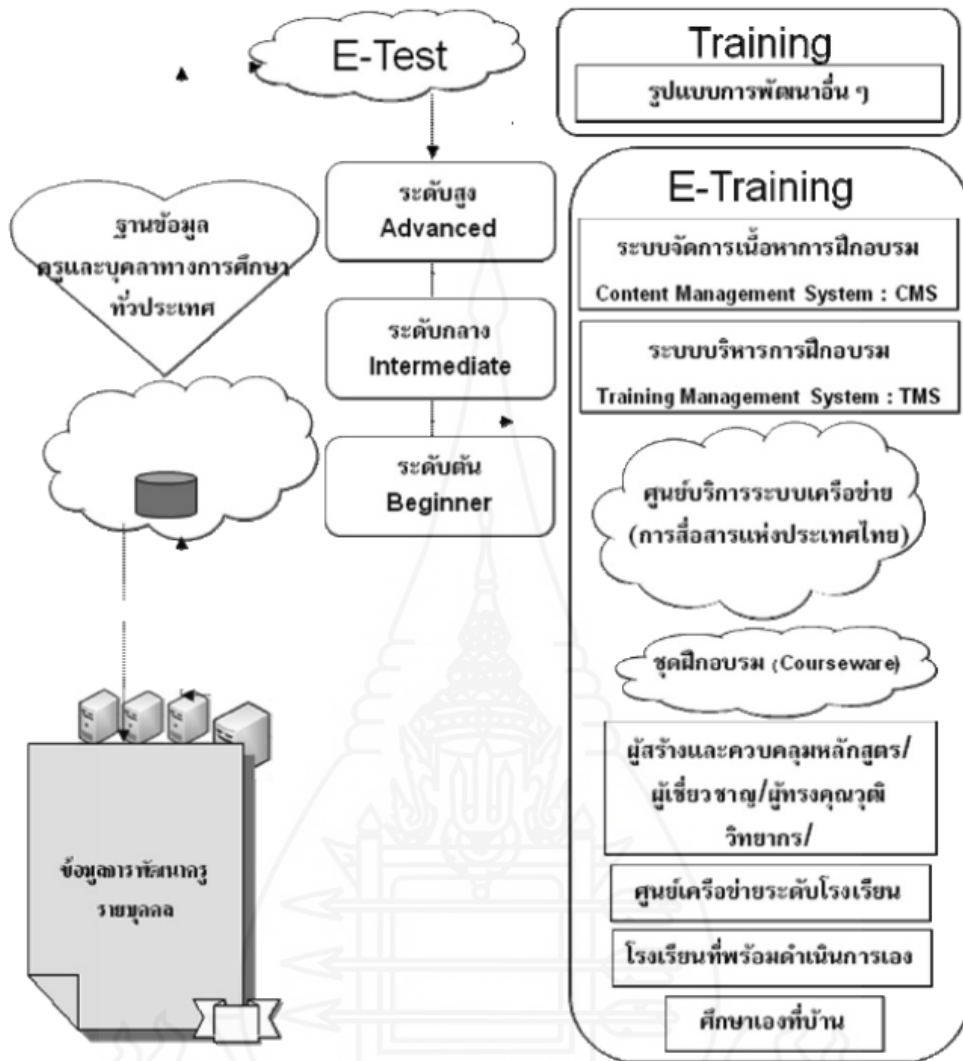 E-Test
ระดับสูง
Advanced
ระดับกลาง
Intermediate
ระดับต้น
Beginner
ฐานข้อมูล
ครูและบุคลาทางการศึกษา
ทั่วประเทศ
ข้อมูลการพัฒนาครู
รายบุคคล
Training
รูปแบบการพัฒนาอื่น ๆ
E-Training
ระบบจัดการเนื้อหาการฝึกอบรม
Content Management System : CMS
ระบบบริหารการฝึกอบรม
Training Management System : TMS
ศูนย์บริการระบบเครือข่าย
(การสื่อสารแห่งประเทศไทย)
ชุดฝึกอบรม (Courseware)
ผู้สร้างและควบคลุมหลักสูตร/
ผู้เชี่ยวชาญ/ผู้ทรงคุณวุฒิ
วิทยากร/
ศูนย์เครือข่ายระดับโรงเรียน
โรงเรียนที่พร้อมดำเนินการเอง
ศึกษาเองที่บ้าน